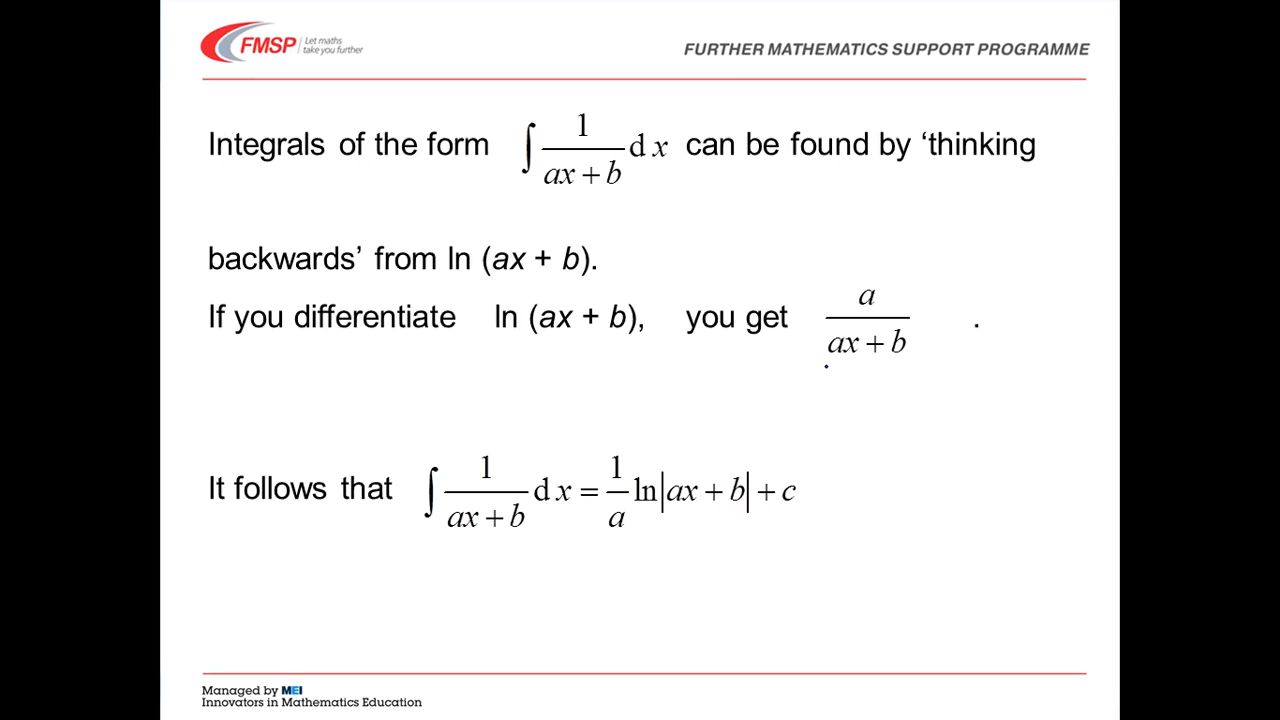 FMSP Let maths take you further
FURTHER MATHEMATICS SUPPORT PROGRAMME
Integrals of the form ∫ 1/(ax + b) dx can be found by ‘thinking
backwards’ from ln (ax + b).
If you differentiate ln (ax + b), you get a/(ax + b) .
It follows that ∫ 1/(ax + b) dx = 1/a ln|ax + b| + c
Managed by MEI
Innovators in Mathematics Education